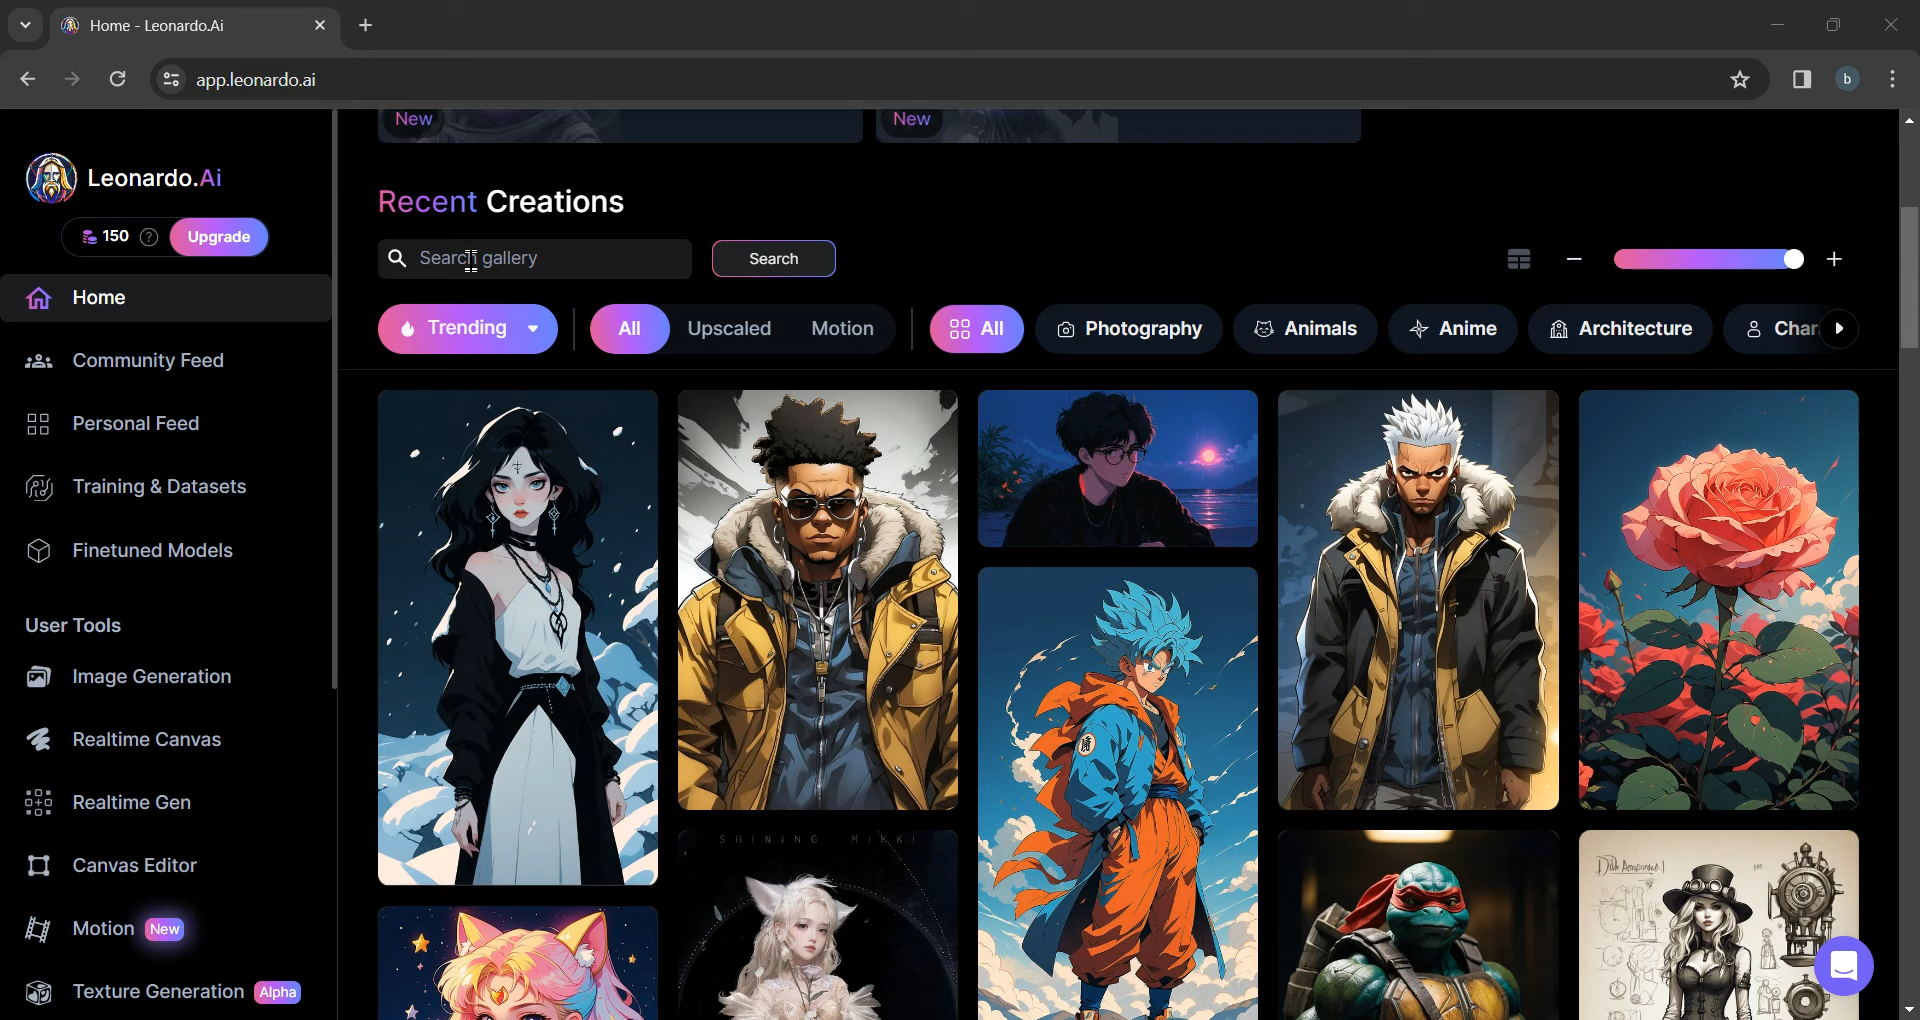 Home - Leonardo.Ai
app.leonardo.ai
b
New
New
Leonardo.Ai
150
?
Upgrade
Home
Community Feed
Personal Feed
Training & Datasets
Finetuned Models
User Tools
Image Generation
Realtime Canvas
Realtime Gen
Canvas Editor
Motion New
Texture Generation Alpha
Recent Creations
Search gallery
Search
Trending
All Upscaled Motion
All Photography Animals Anime Architecture Char
SHINING